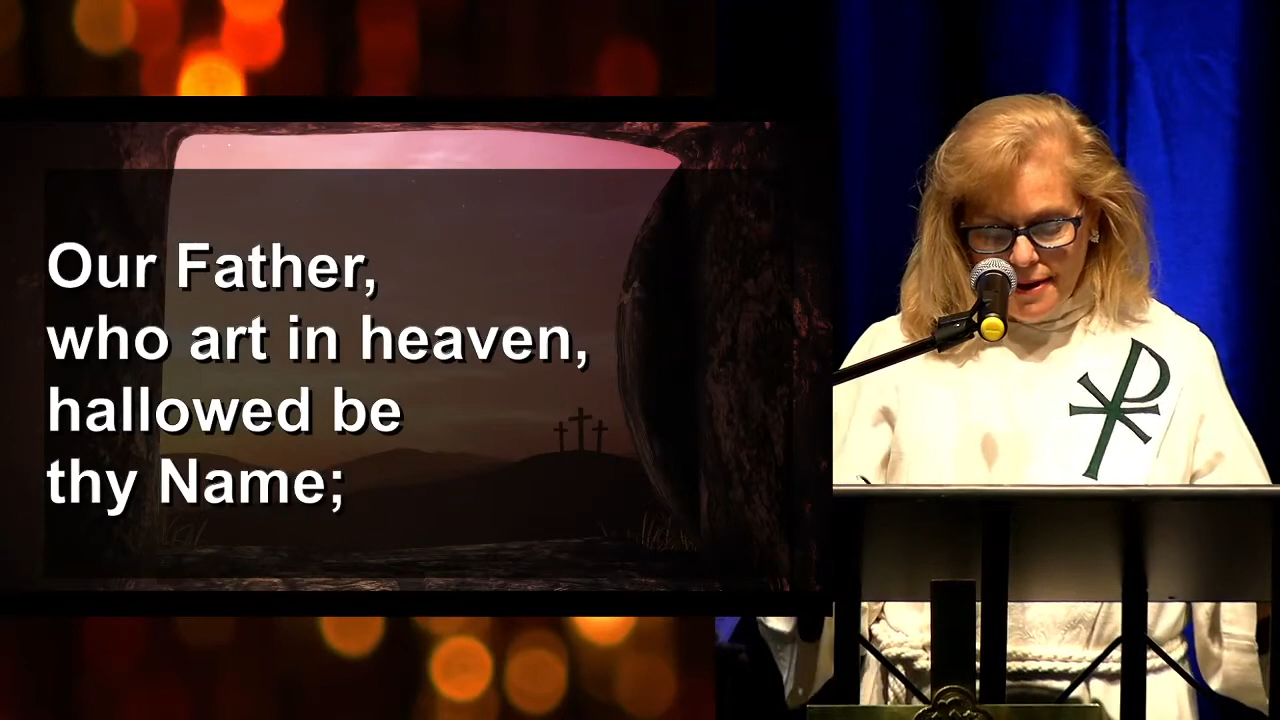 Our Father,
who art in heaven,
hallowed be
thy Name;